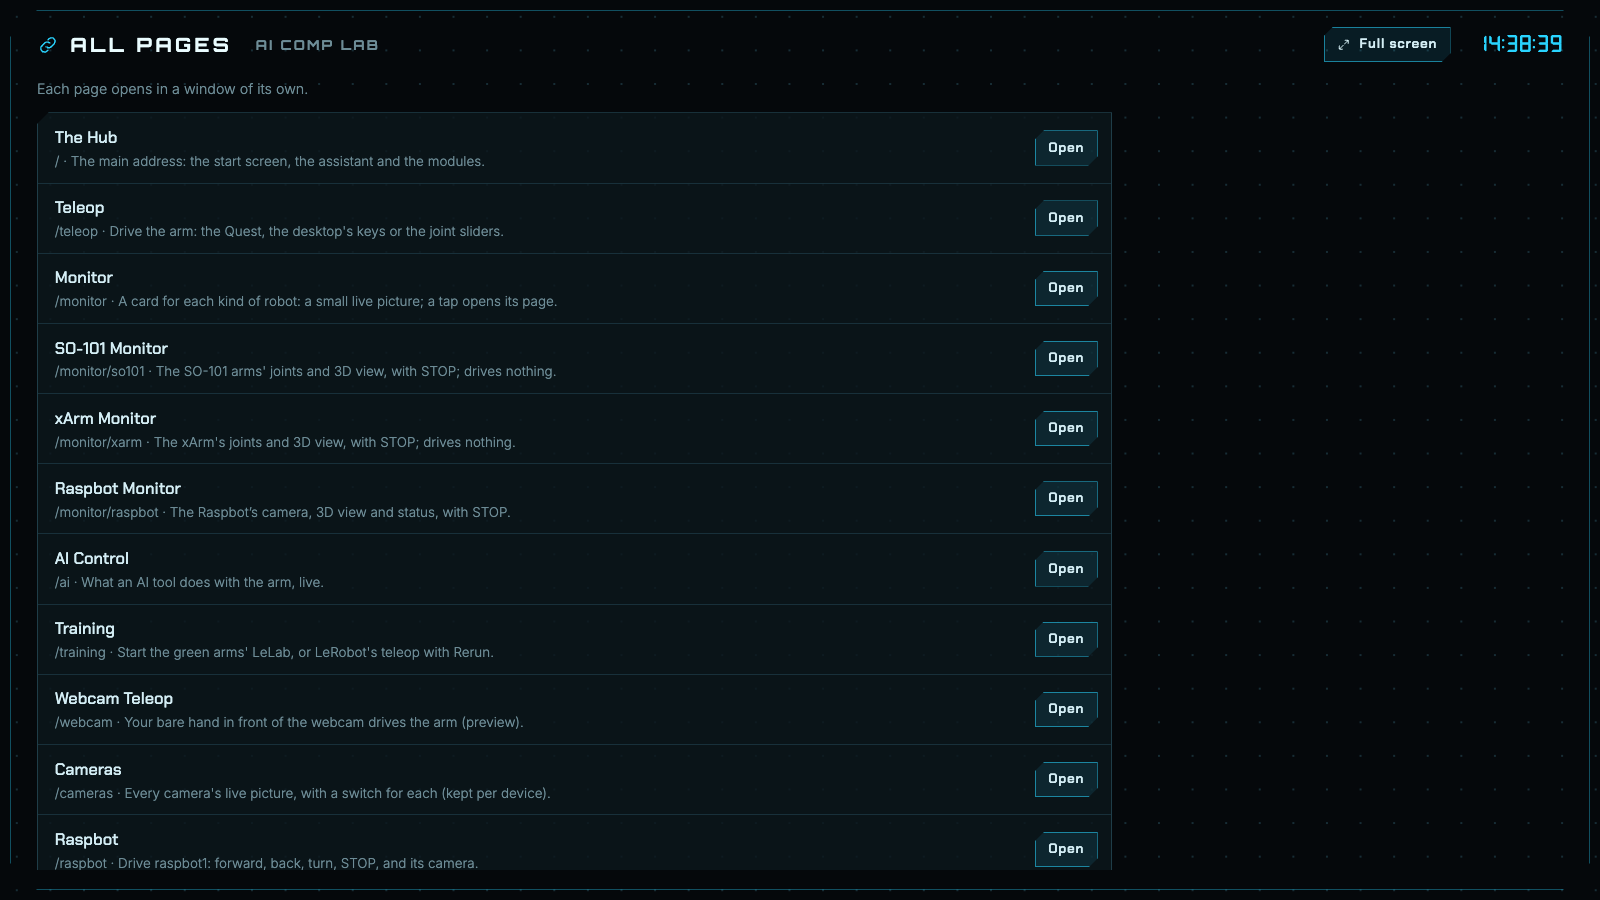 ALL PAGES AI COMP LAB
Full screen
14:38:39
Each page opens in a window of its own.
The Hub
/ · The main address: the start screen, the assistant and the modules.
Open
Teleop
/teleop · Drive the arm: the Quest, the desktop's keys or the joint sliders.
Open
Monitor
/monitor · A card for each kind of robot: a small live picture; a tap opens its page.
Open
SO-101 Monitor
/monitor/so101 · The SO-101 arms' joints and 3D view, with STOP; drives nothing.
Open
xArm Monitor
/monitor/xarm · The xArm's joints and 3D view, with STOP; drives nothing.
Open
Raspbot Monitor
/monitor/raspbot · The Raspbot's camera, 3D view and status, with STOP.
Open
AI Control
/ai · What an AI tool does with the arm, live.
Open
Training
/training · Start the green arms' LeLab, or LeRobot's teleop with Rerun.
Open
Webcam Teleop
/webcam · Your bare hand in front of the webcam drives the arm (preview).
Open
Cameras
/cameras · Every camera's live picture, with a switch for each (kept per device).
Open
Raspbot
/raspbot · Drive raspbot1: forward, back, turn, STOP, and its camera.
Open